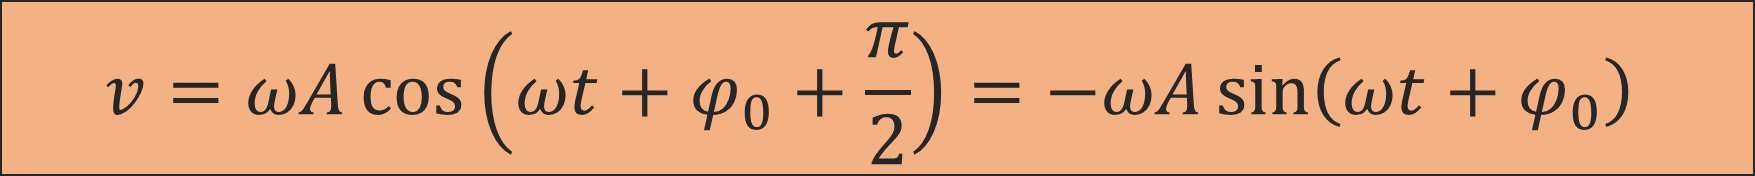 v = ωA cos(ωt + φ₀ + π/2) = −ωA sin(ωt + φ₀)